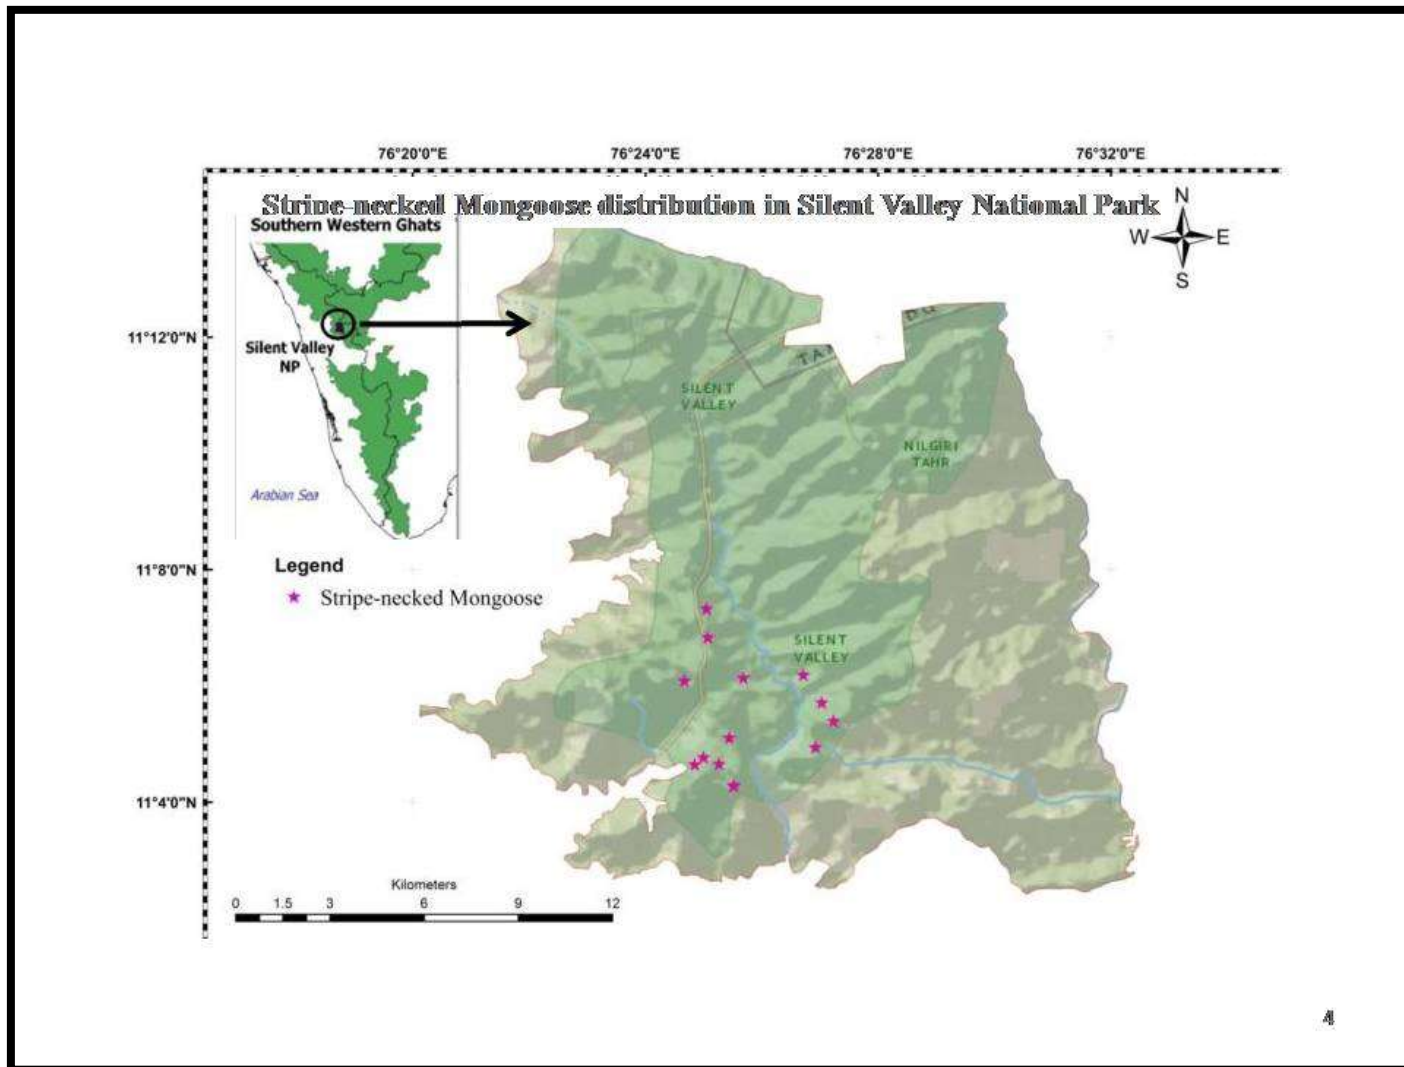 76°20'0"E 76°24'0"E 76°28'0"E 76°32'0"E
Stripe-necked Mongoose distribution in Silent Valley National Park
Southern Western Ghats
N
W E
S
11°12'0"N
Silent Valley
NP
SILENT
VALLEY
NILGIRI
TAHR
Arabian Sea
11°8'0"N
Legend
Stripe-necked Mongoose
SILENT
VALLEY
11°4'0"N
Kilometers
0 1.5 3 6 9 12
4